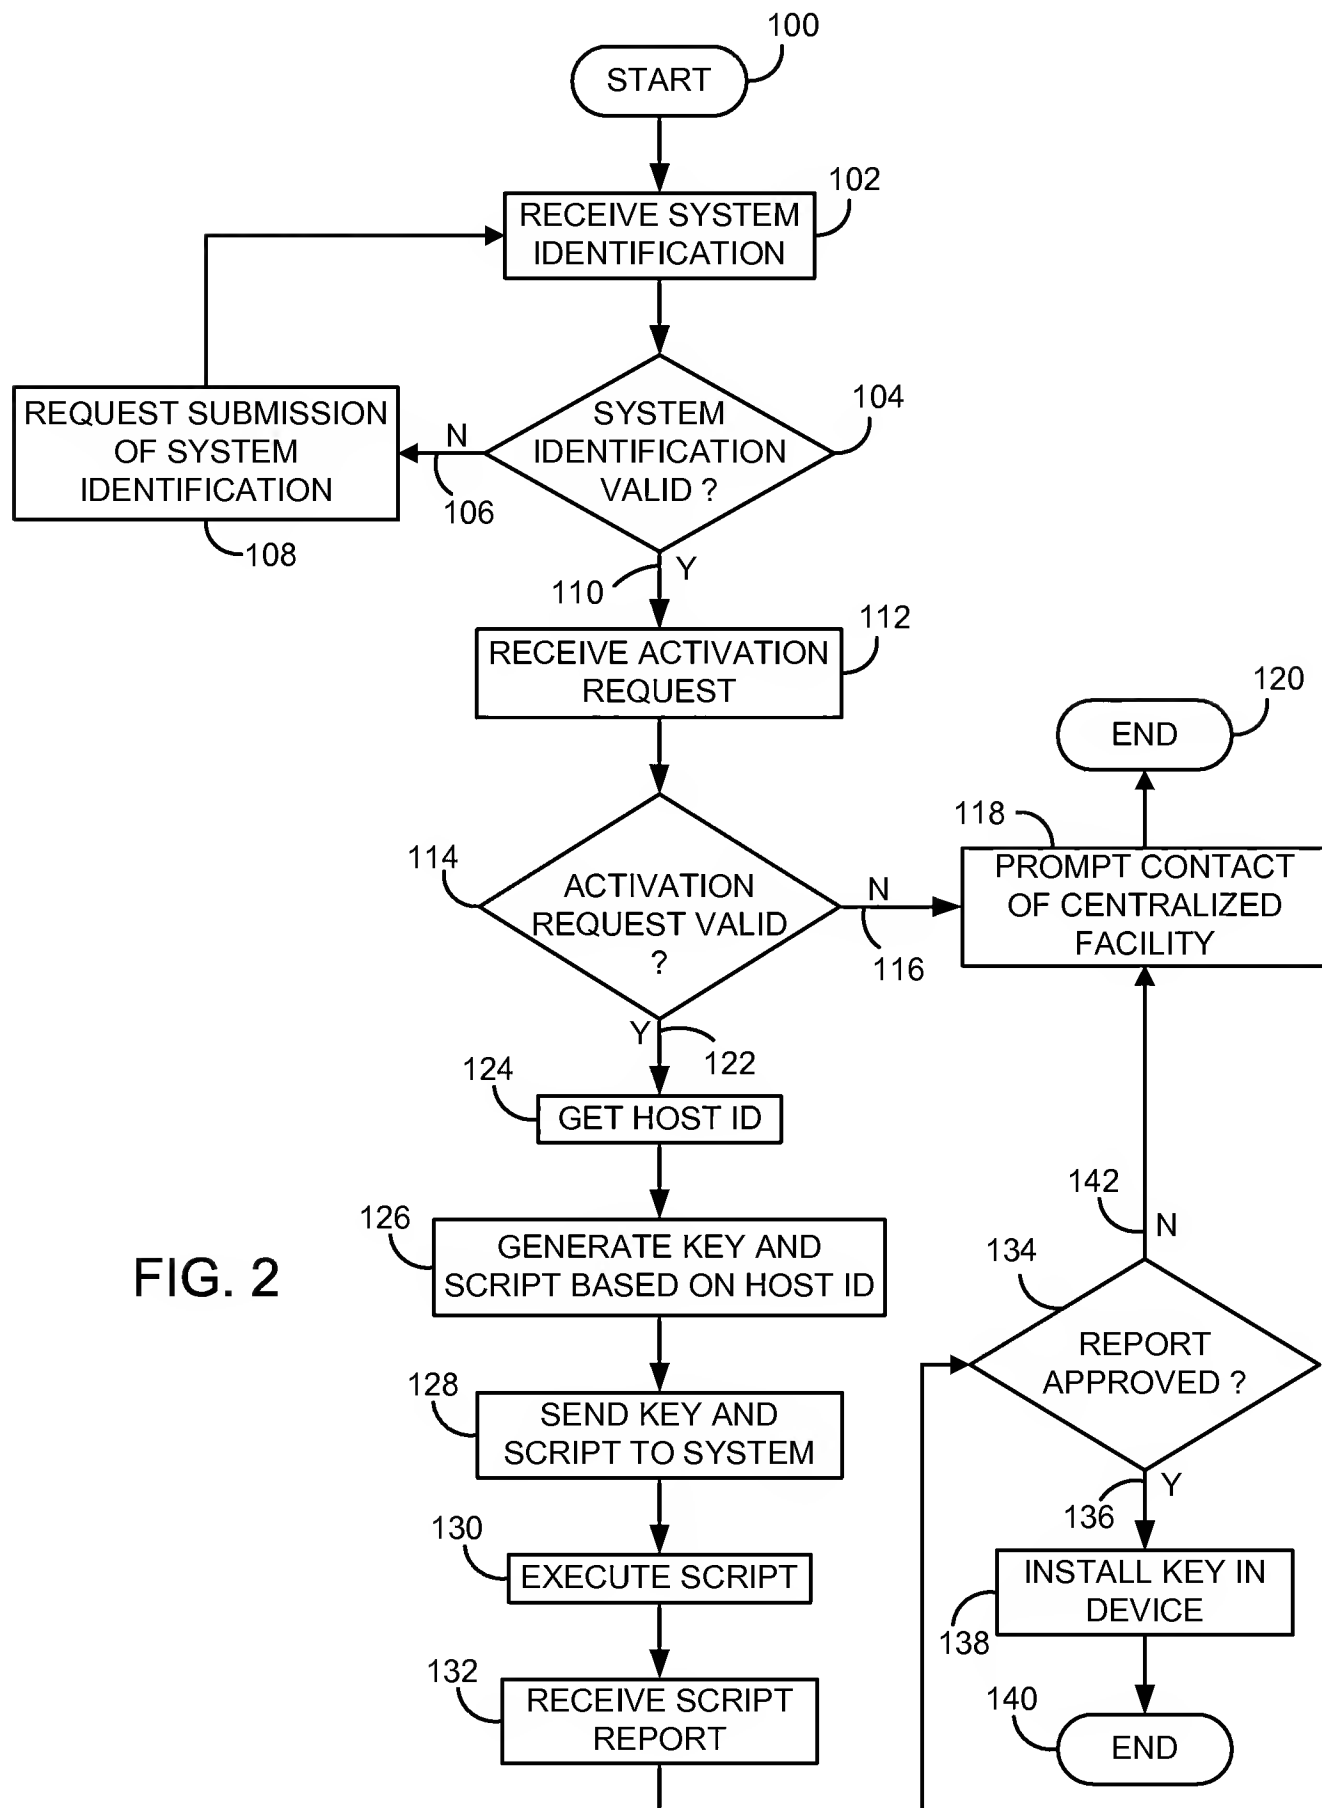 100
START
102
RECEIVE SYSTEM
IDENTIFICATION
104
SYSTEM
IDENTIFICATION
VALID ?
N
106
REQUEST SUBMISSION
OF SYSTEM
IDENTIFICATION
108
110
Y
112
RECEIVE ACTIVATION
REQUEST
114
ACTIVATION
REQUEST VALID
?
N
116
118
PROMPT CONTACT
OF CENTRALIZED
FACILITY
120
END
Y
122
124
GET HOST ID
126
GENERATE KEY AND
SCRIPT BASED ON HOST ID
FIG. 2
128
SEND KEY AND
SCRIPT TO SYSTEM
130
EXECUTE SCRIPT
132
RECEIVE SCRIPT
REPORT
142
N
134
REPORT
APPROVED ?
136
Y
INSTALL KEY IN
DEVICE
138
140
END